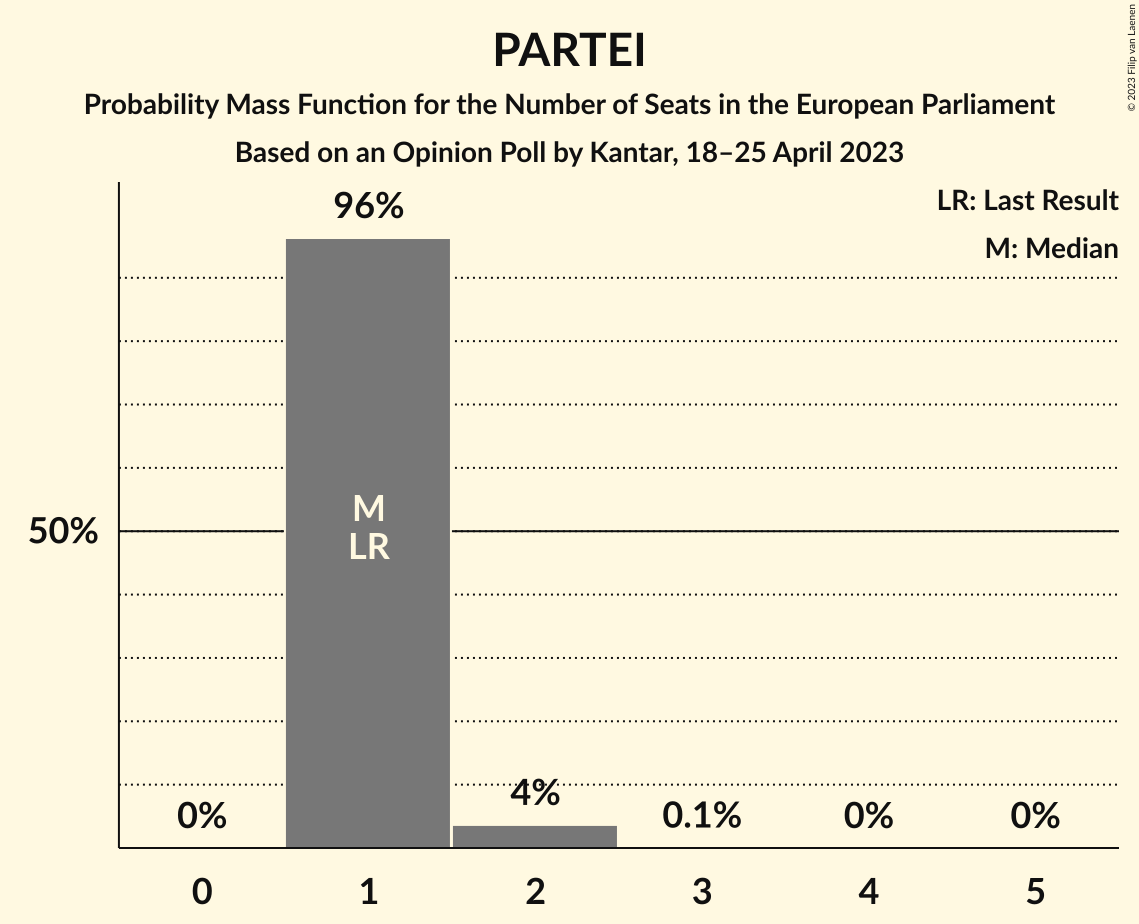 PARTEI
Probability Mass Function for the Number of Seats in the European Parliament
Based on an Opinion Poll by Kantar, 18–25 April 2023
© 2023 Filip van Laenen
LR: Last Result
M: Median
96%
50%
M
LR
0%
4%
0.1%
0%
0%
0 1 2 3 4 5